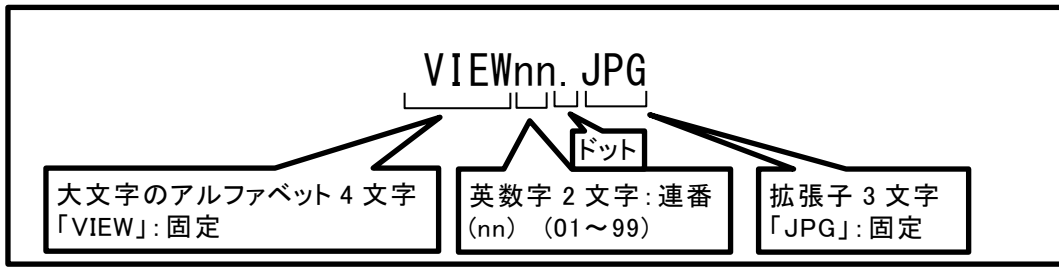 VIEWnn.JPG
ドット
大文字のアルファベット 4 文字
「VIEW」:固定
英数字 2 文字:連番
(nn) (01～99)
拡張子 3 文字
「JPG」:固定